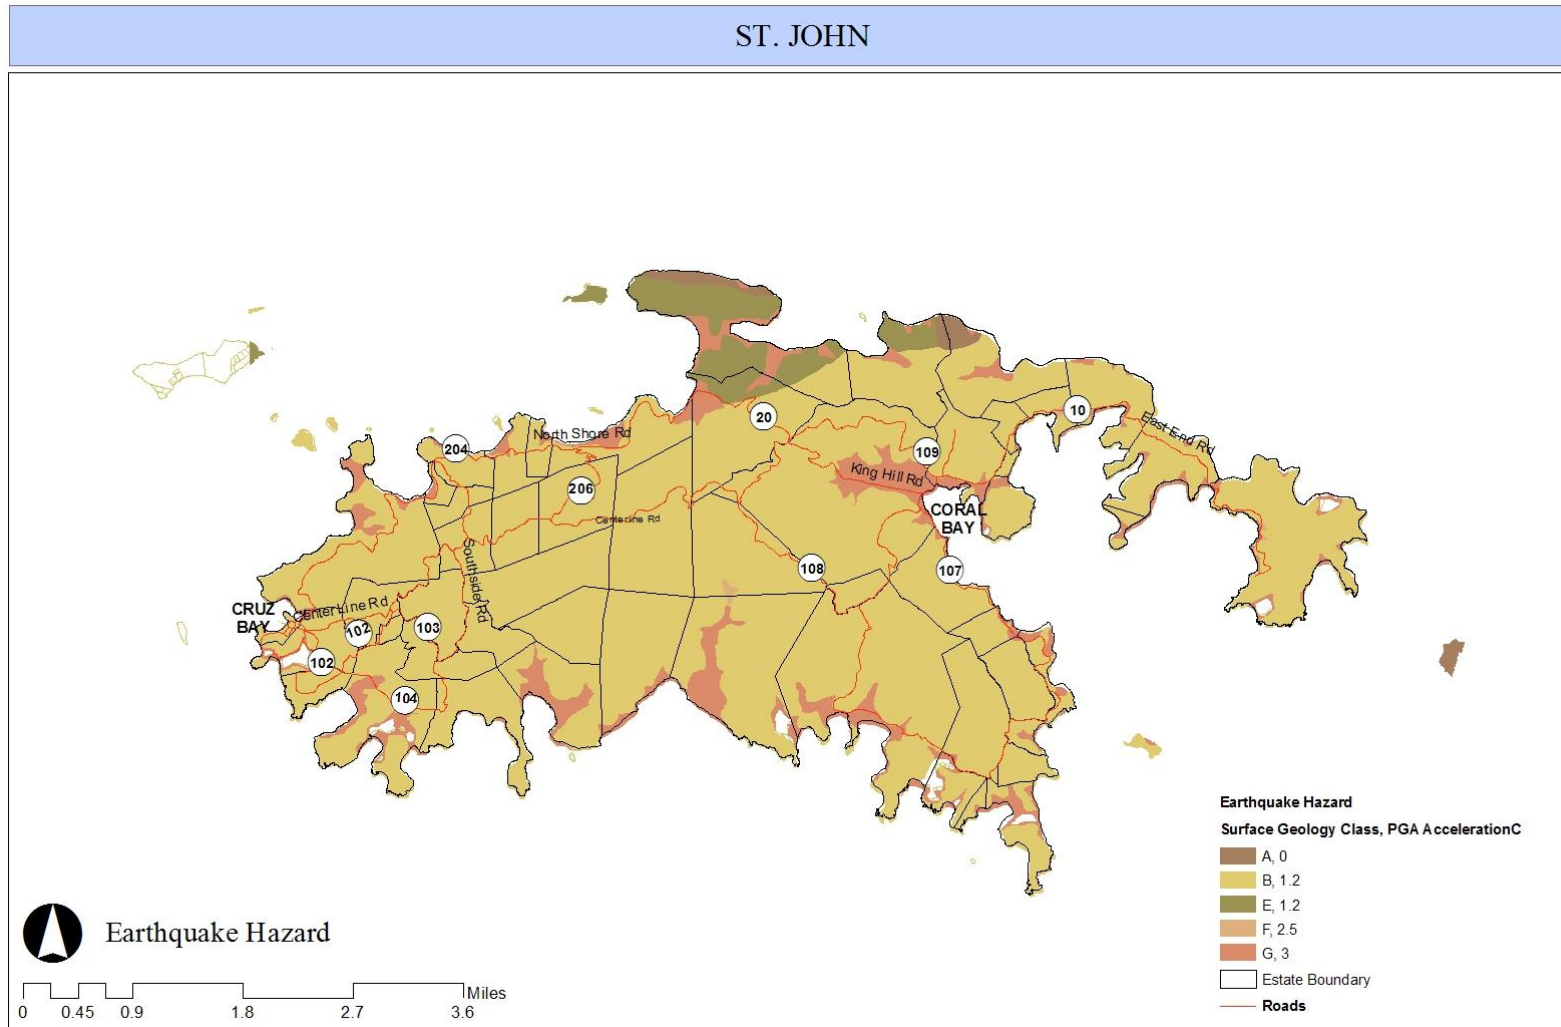 ST. JOHN
20
10
East End Rd
North Shore Rd
204
109
King Hill Rd
206
Centerline Rd
CORAL
BAY
108
107
Southside Rd
CRUZ
BAY
Center Line Rd
102
103
102
104
Earthquake Hazard
Surface Geology Class, PGA AccelerationC
A, 0
B, 1.2
E, 1.2
F, 2.5
G, 3
Estate Boundary
Roads
Earthquake Hazard
Miles
0 0.45 0.9 1.8 2.7 3.6